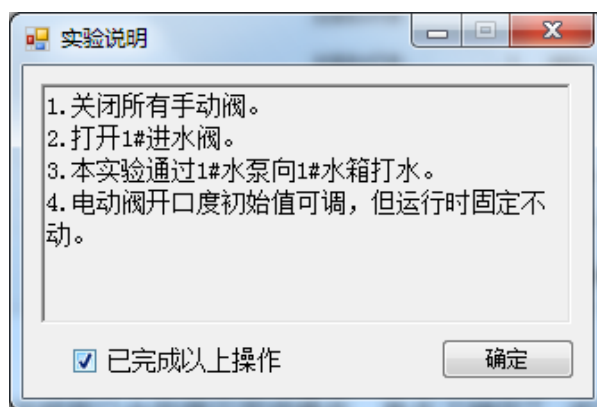 实验说明
1.关闭所有手动阀。
2.打开1#进水阀。
3.本实验通过1#水泵向1#水箱打水。
4.电动阀开口度初始值可调，但运行时固定不
动。
已完成以上操作
确定